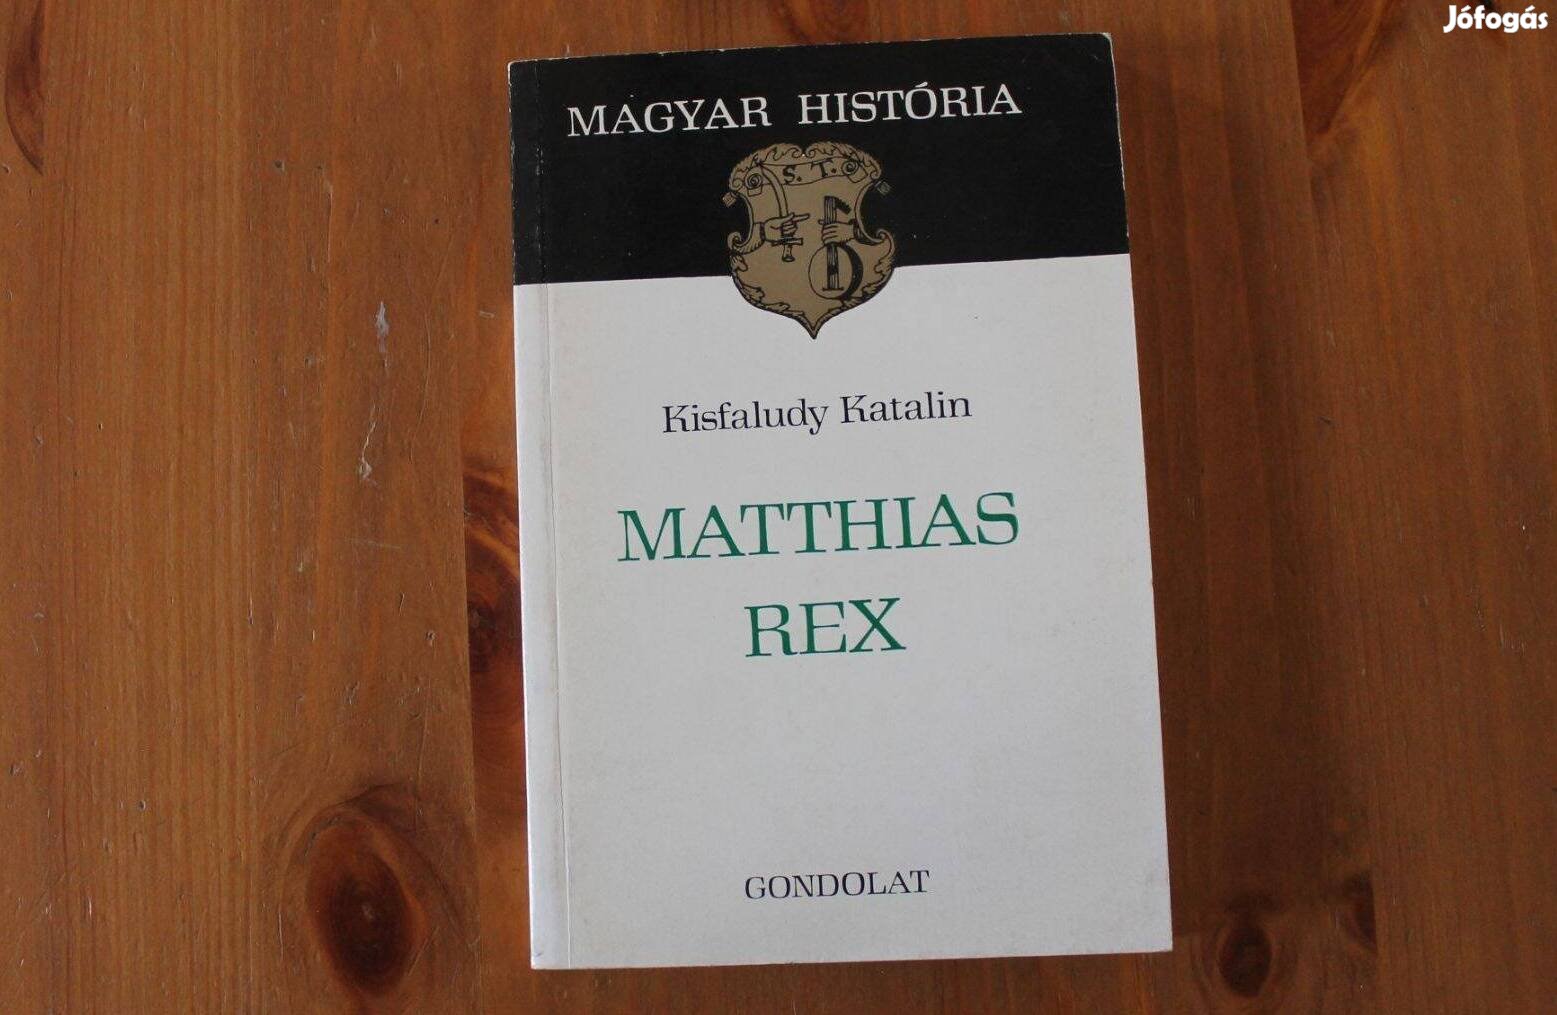 Jófogás
MAGYAR HISTÓRIA
S. T.
Kisfaludy Katalin
MATTHIAS
REX
GONDOLAT